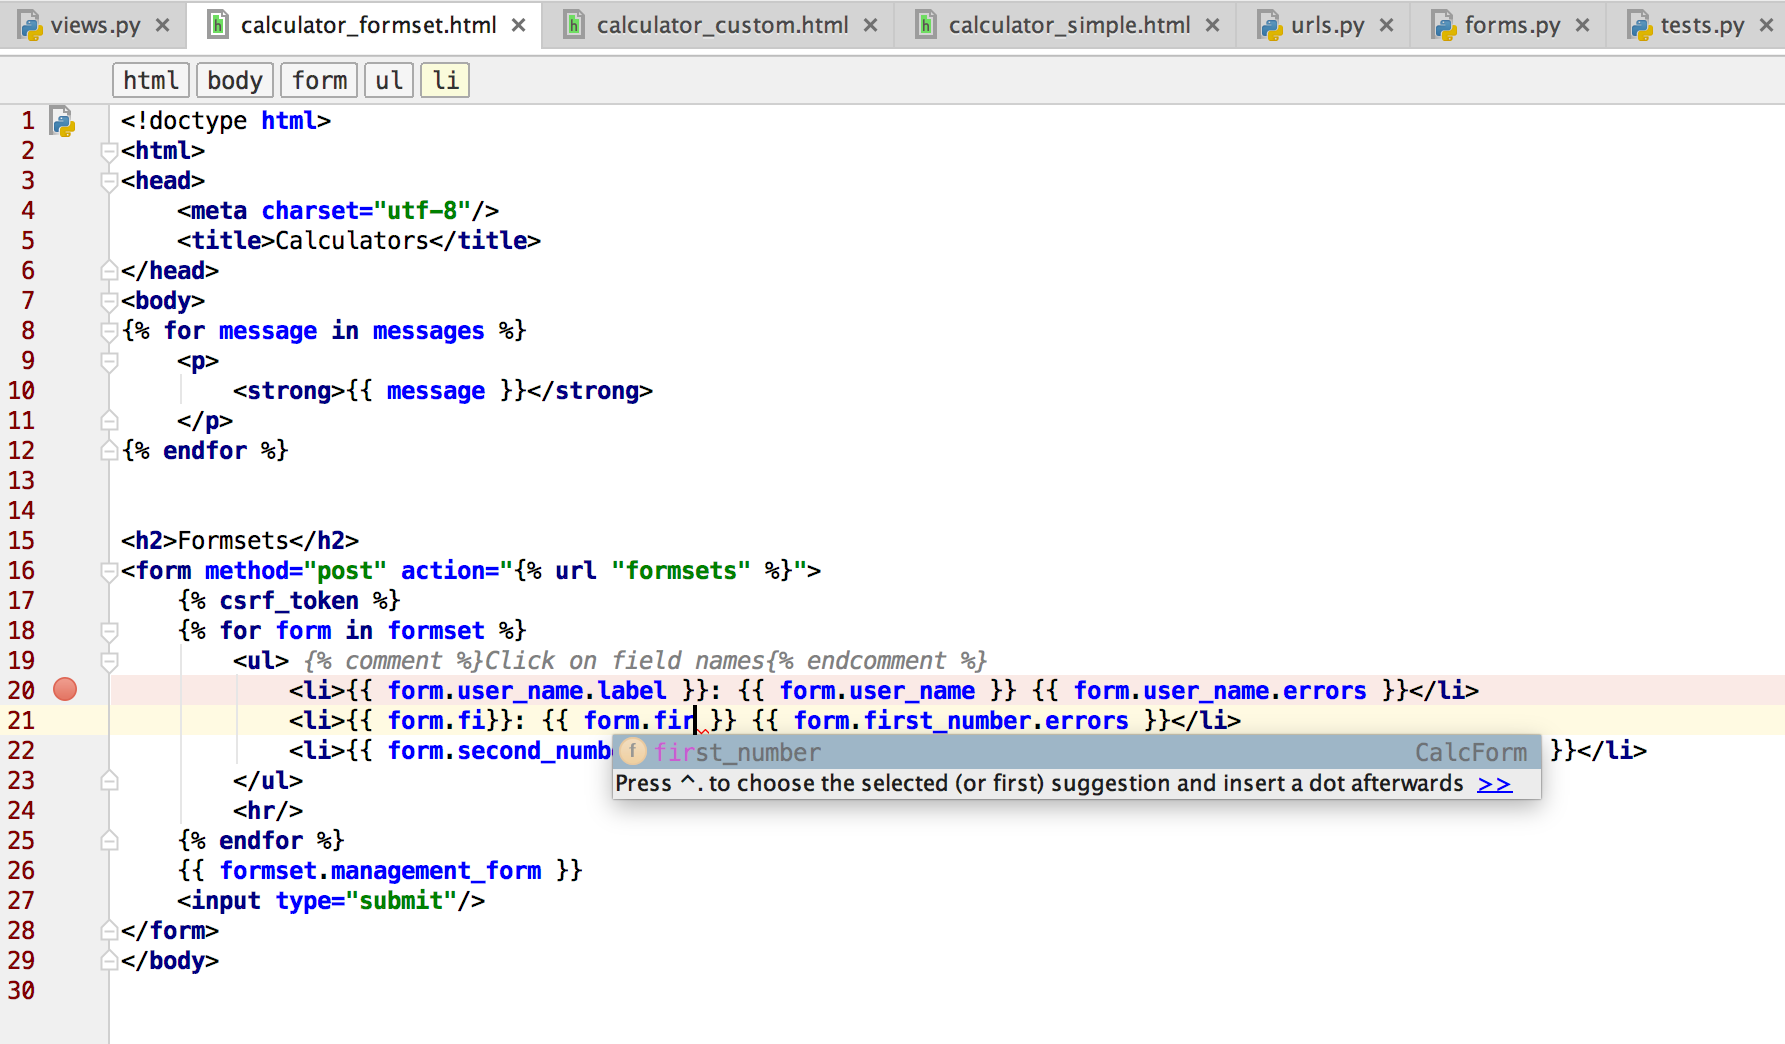 views.py calculator_formset.html calculator_custom.html calculator_simple.html urls.py forms.py tests.py
html body form ul li
1 <!doctype html>
2 <html>
3 <head>
4 <meta charset="utf-8"/>
5 <title>Calculators</title>
6 </head>
7 <body>
8 {% for message in messages %}
9 <p>
10 <strong>{{ message }}</strong>
11 </p>
12 {% endfor %}
13
14
15 <h2>Formsets</h2>
16 <form method="post" action="{% url "formsets" %}">
17 {% csrf_token %}
18 {% for form in formset %}
19 <ul> {% comment %}Click on field names{% endcomment %}
20 <li>{{ form.user_name.label }}: {{ form.user_name }} {{ form.user_name.errors }}</li>
21 <li>{{ form.fi}}: {{ form.fir }} {{ form.first_number.errors }}</li>
22 <li>{{ form.second_numb }}</li>
f first_number CalcForm
Press ^. to choose the selected (or first) suggestion and insert a dot afterwards >>
23 </ul>
24 <hr/>
25 {% endfor %}
26 {{ formset.management_form }}
27 <input type="submit"/>
28 </form>
29 </body>
30